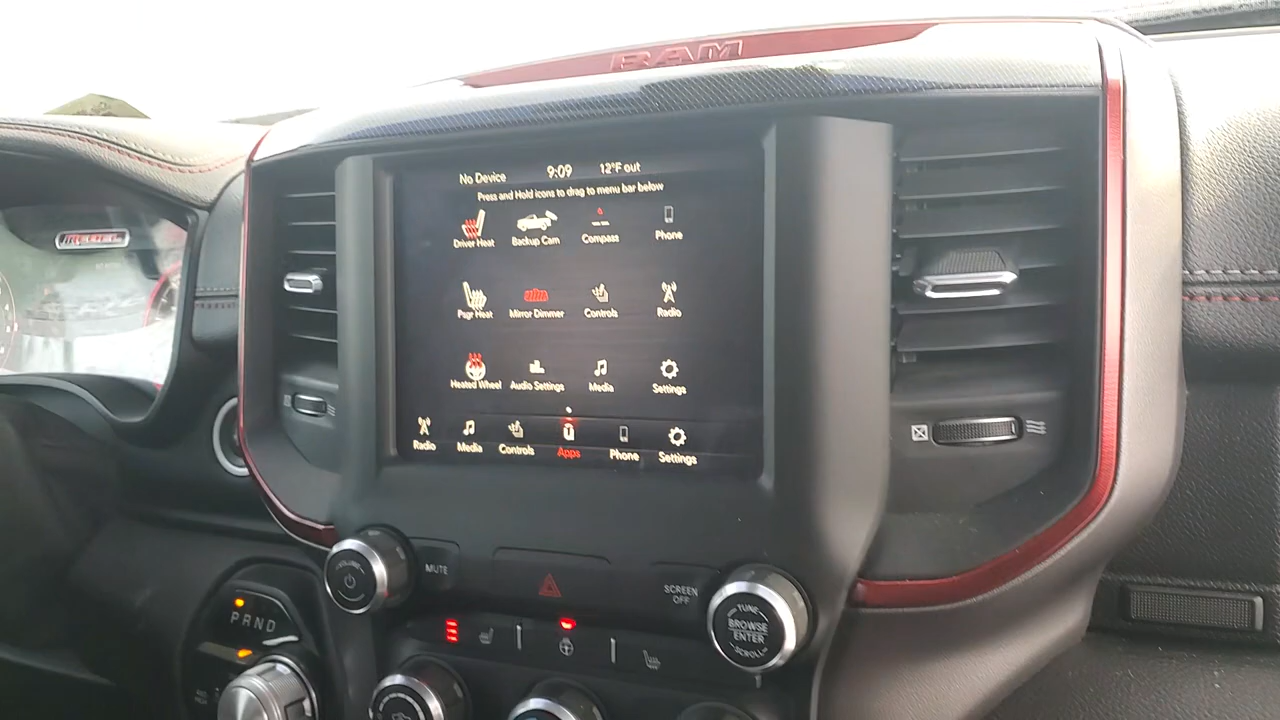 RAM
No Device 9:09 12°F out
Press and Hold icons to drag to menu bar below
Driver Heat Backup Cam Compass Phone
Psgr Heat Mirror Dimmer Controls Radio
Heated Wheel Audio Settings Media Settings
Radio Media Controls Apps Phone Settings
MUTE
SCREEN
OFF
TUNE
BROWSE
ENTER
SCROLL
PRND